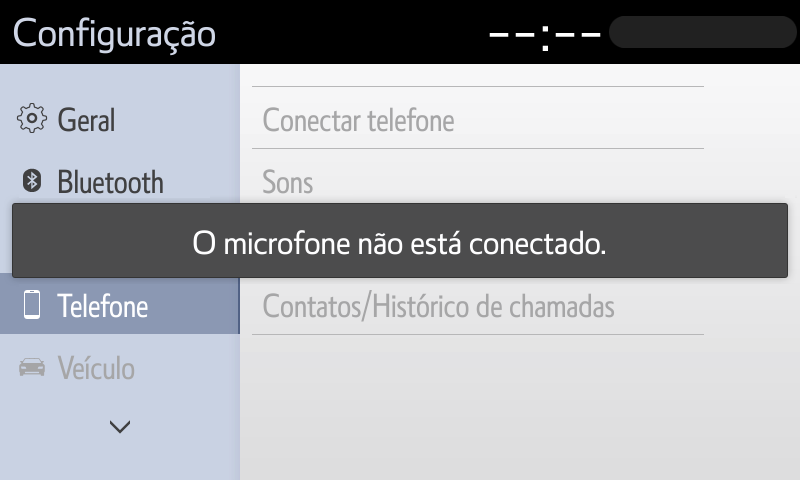 Configuração
--:--
Geral
Conectar telefone
Bluetooth
Sons
O microfone não está conectado.
Telefone
Contatos/Histórico de chamadas
Veículo